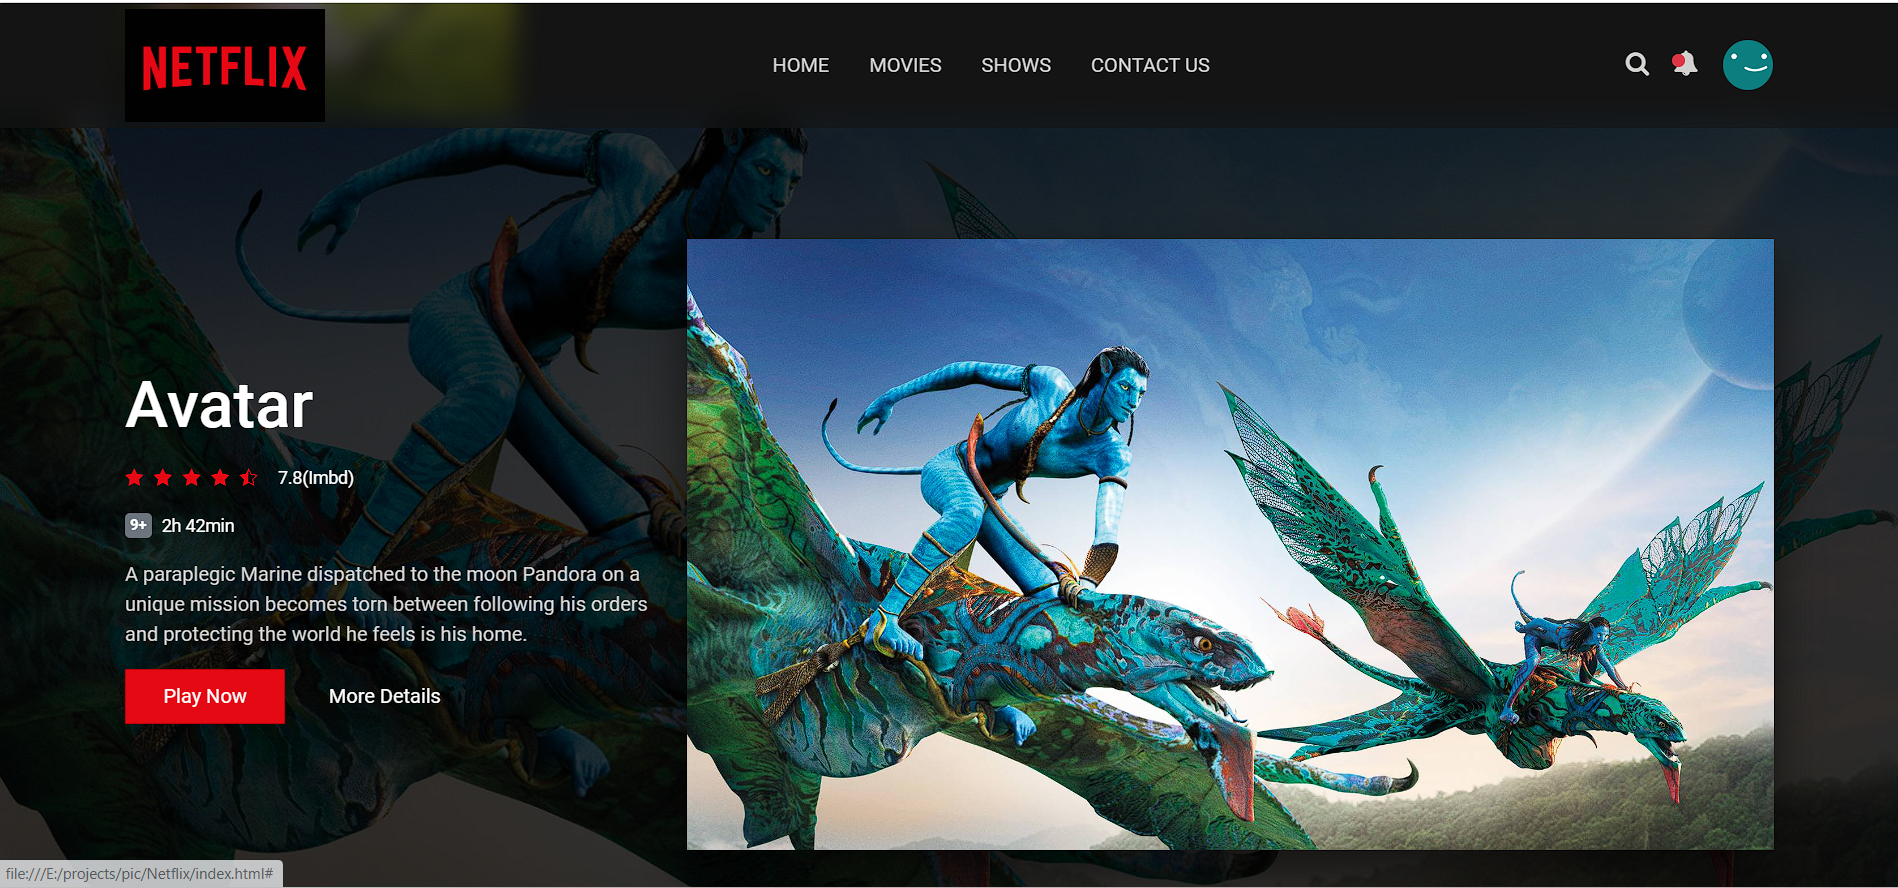 NETFLIX
HOME MOVIES SHOWS CONTACT US
Avatar
7.8(Imbd)
9+ 2h 42min
A paraplegic Marine dispatched to the moon Pandora on a
unique mission becomes torn between following his orders
and protecting the world he feels is his home.
Play Now More Details
file:///E:/projects/pic/Netflix/index.html#